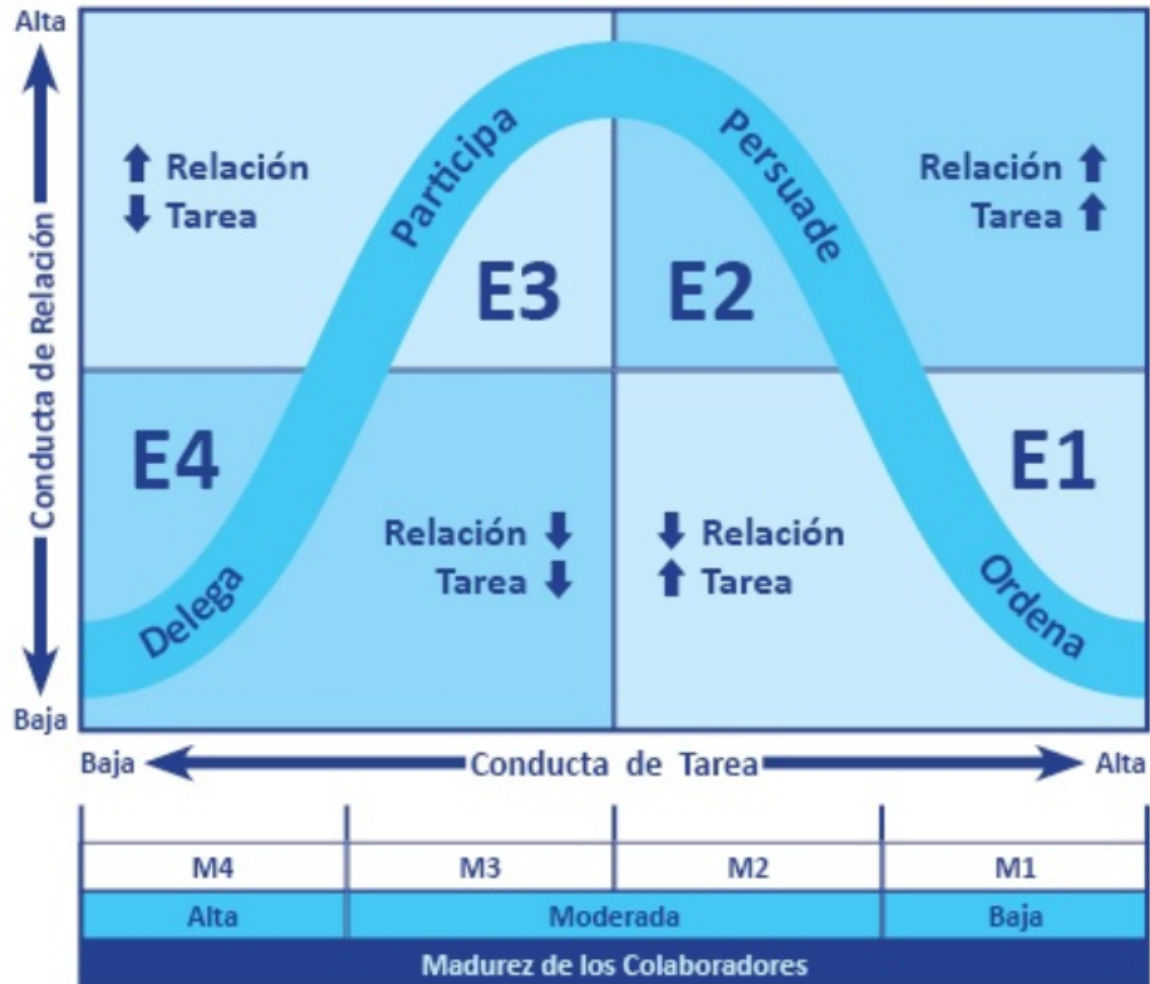 Alta
Conducta de Relación
Baja
Relación
Tarea
Participa
E3
Persuade
E2
Relación
Tarea
E4
Delega
Relación
Tarea
Relación
Tarea
E1
Ordena
Baja
Conducta de Tarea
Alta
M4
M3
M2
M1
Alta
Moderada
Baja
Madurez de los Colaboradores